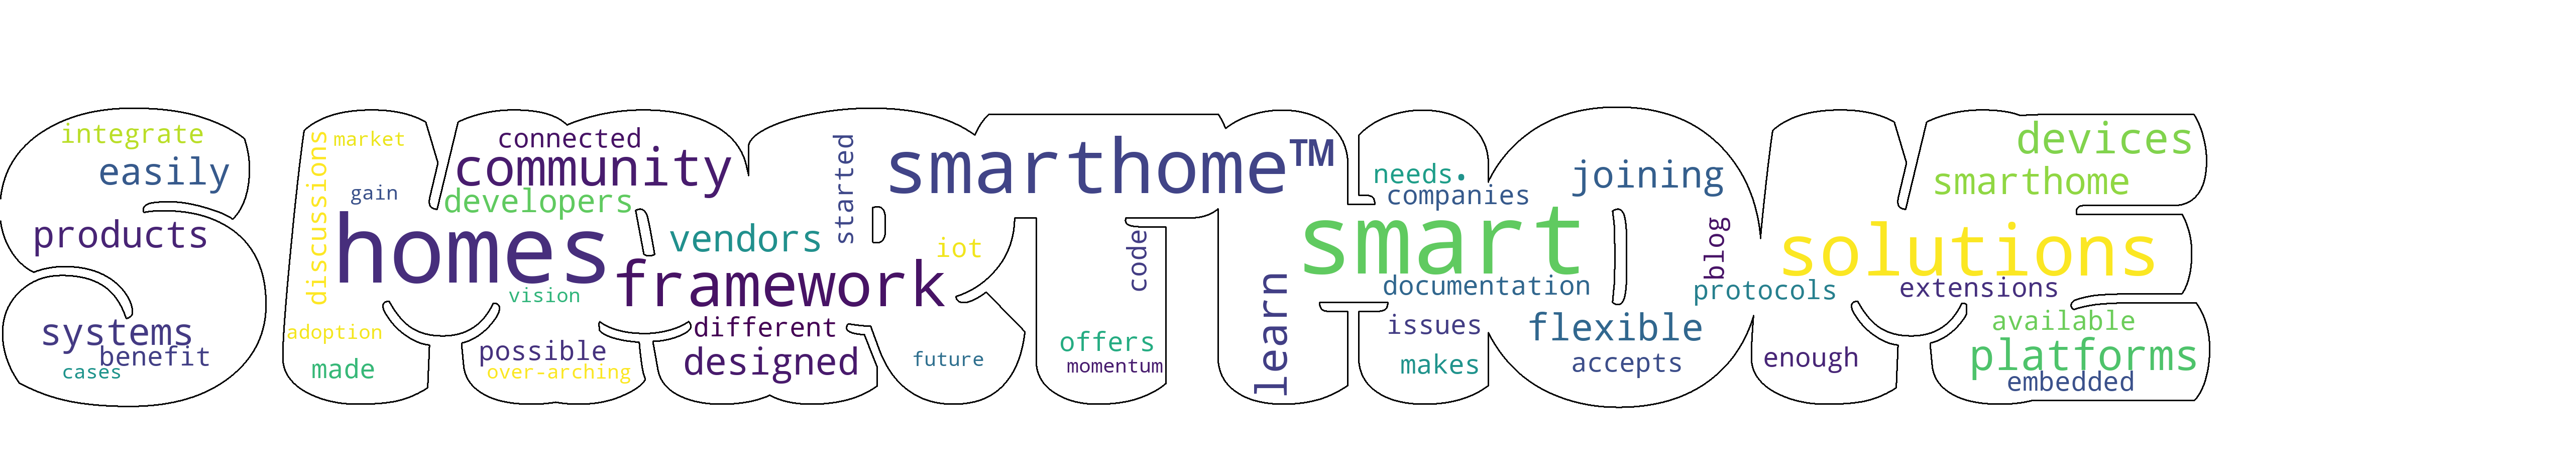 SMARTHOME
integrate
easily
products
systems
benefit
cases
discussions
market
gain
homes
adoption
made
connected
community
developers
vision
possible
over-arching
vendors
framework
different
designed
started
smarthome™
iot
future
code
offers
momentum
learn
needs.
companies
smart
documentation
issues
makes
joining
flexible
accepts
blog
protocols
enough
solutions
extensions
devices
smarthome
available
platforms
embedded